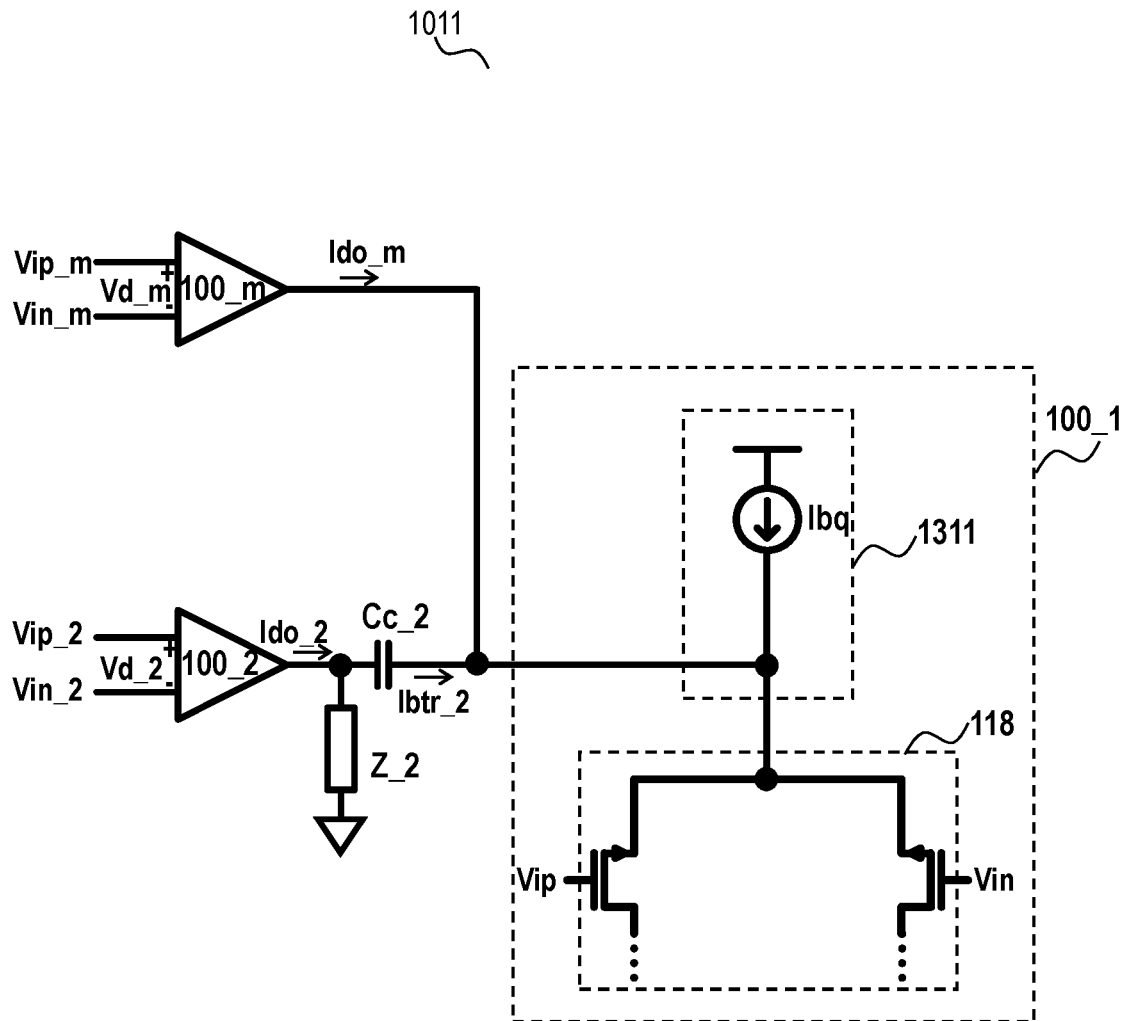 1011
Vip_m
Ido_m
+
Vd_m
100_m
-
Vin_m
100_1
Ibq
1311
Vip_2
Ido_2
Cc_2
+
Vd_2
100_2
-
Vin_2
Ibtr_2
118
Z_2
Vip
Vin